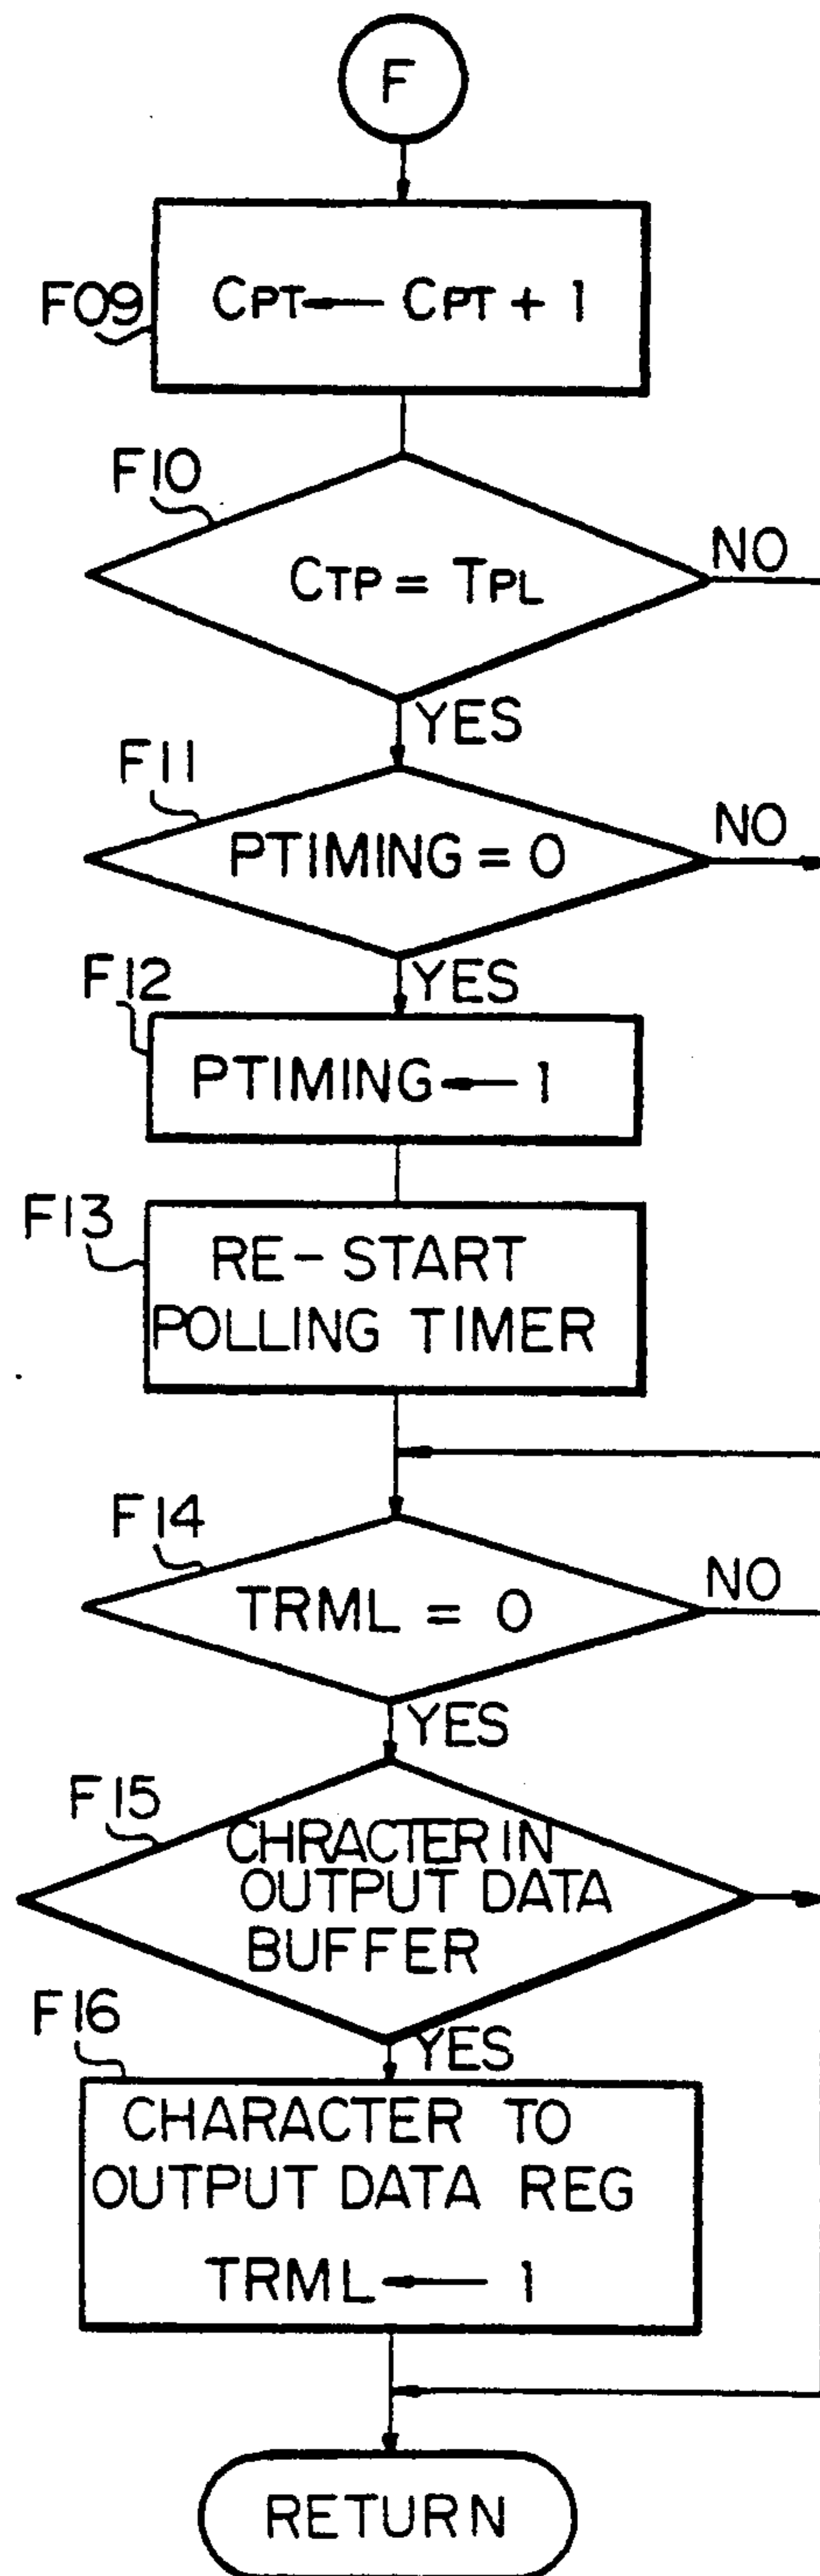 F
F09
CPT ← CPT + 1
F10
CTP = TPL
NO
YES
F11
PTIMING = 0
NO
YES
F12
PTIMING ← 1
F13
RE-START
POLLING TIMER
F14
TRML = 0
NO
YES
F15
CHRACTER IN
OUTPUT DATA
BUFFER
YES
F16
CHARACTER TO
OUTPUT DATA REG
TRML ← 1
RETURN